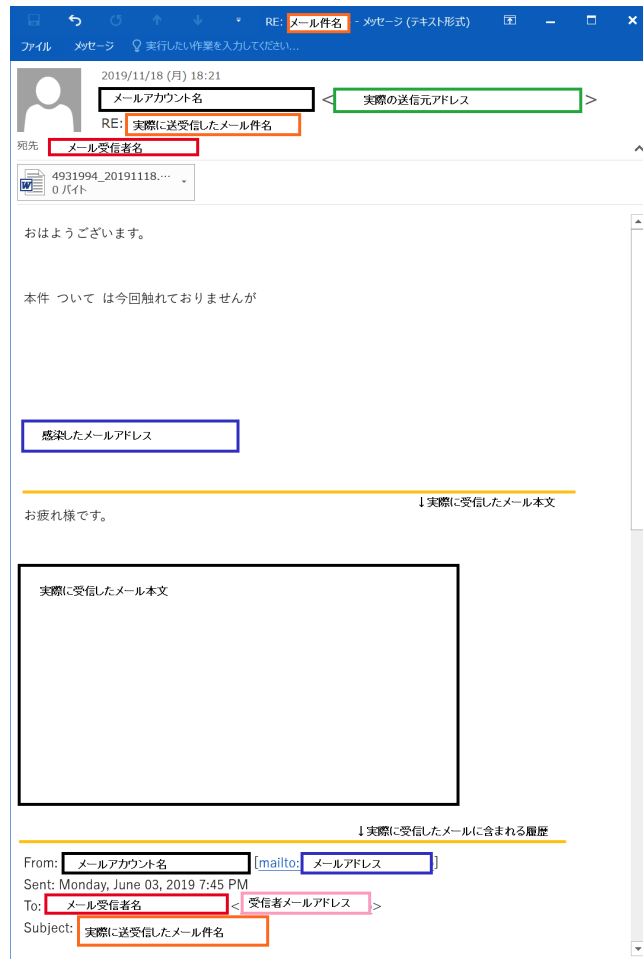 RE: メール件名 - メッセージ (テキスト形式)
ファイル メッセージ 実行したい作業を入力してください...
2019/11/18 (月) 18:21
メールアカウント名 < 実際の送信元アドレス >
RE: 実際に送受信したメール件名
宛先 メール受信者名
4931994_20191118.…
0 バイト
おはようございます。
本件 ついて は今回触れておりませんが
感染したメールアドレス
↓実際に受信したメール本文
お疲れ様です。
実際に受信したメール本文
↓実際に受信したメールに含まれる履歴
From: メールアカウント名 [mailto: メールアドレス ]
Sent: Monday, June 03, 2019 7:45 PM
To: メール受信者名 < 受信者メールアドレス >
Subject: 実際に送受信したメール件名